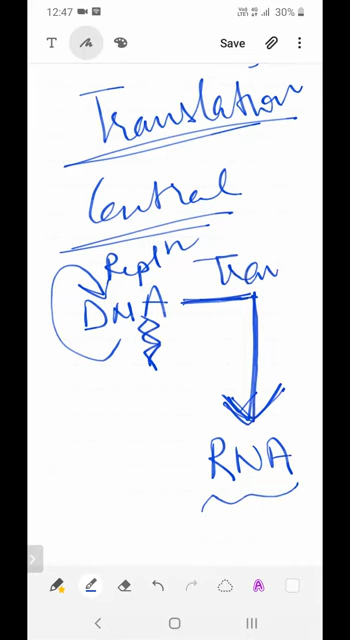 12:47 30%
T Save
Translation
Central
Repln
Tran
DNA
RNA
A